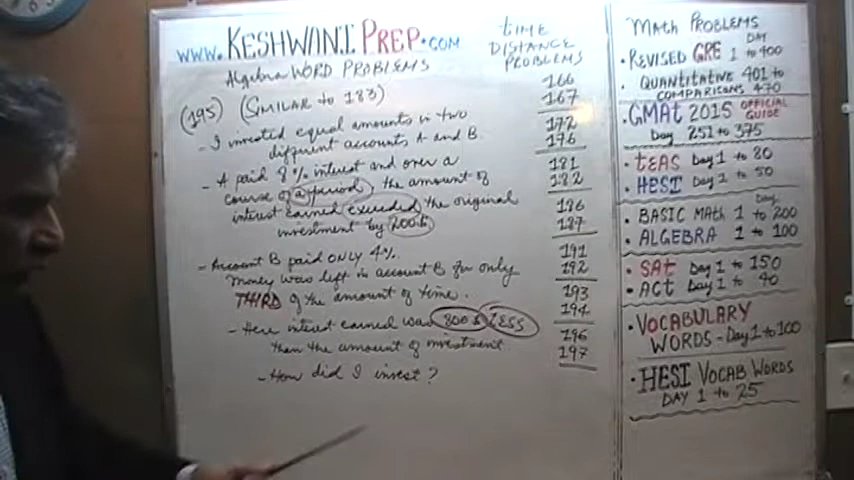 www.KESHWANI PREP.COM
Algebra WORD PROBLEMS
(195) (SIMILAR to 183)
- I invested equal amounts in two
different accounts A and B.
- A paid 8% interest and over a
course of a period, the amount of
interest earned exceeded the original
investment by 200$
- Account B paid ONLY 4%.
Money was left in account B for only
THIRD of the amount of time.
- Here interest earned was 800$ LESS
than the amount of investment
- How did I invest?
TIME
DISTANCE
PROBLEMS
166
167
172
176
181
182
186
187
191
192
193
194
196
197
Math PROBLEMS
DAY
• REVISED GRE 1 to 400
• QUANTITATIVE 401 to
COMPARISONS 470
• GMAT 2015 OFFICIAL
GUIDE
Day 251 to 375
• tEAS Day 1 to 80
• HESI Day 1 to 50
Day
• BASIC Math 1 to 200
• ALGEBRA 1 to 100
• SAt Day 1 to 150
• ACt Day 1 to 40
• VOCABULARY
WORDS - Day 1 to 100
• HESI VOCAB WORDS
DAY 1 to 25